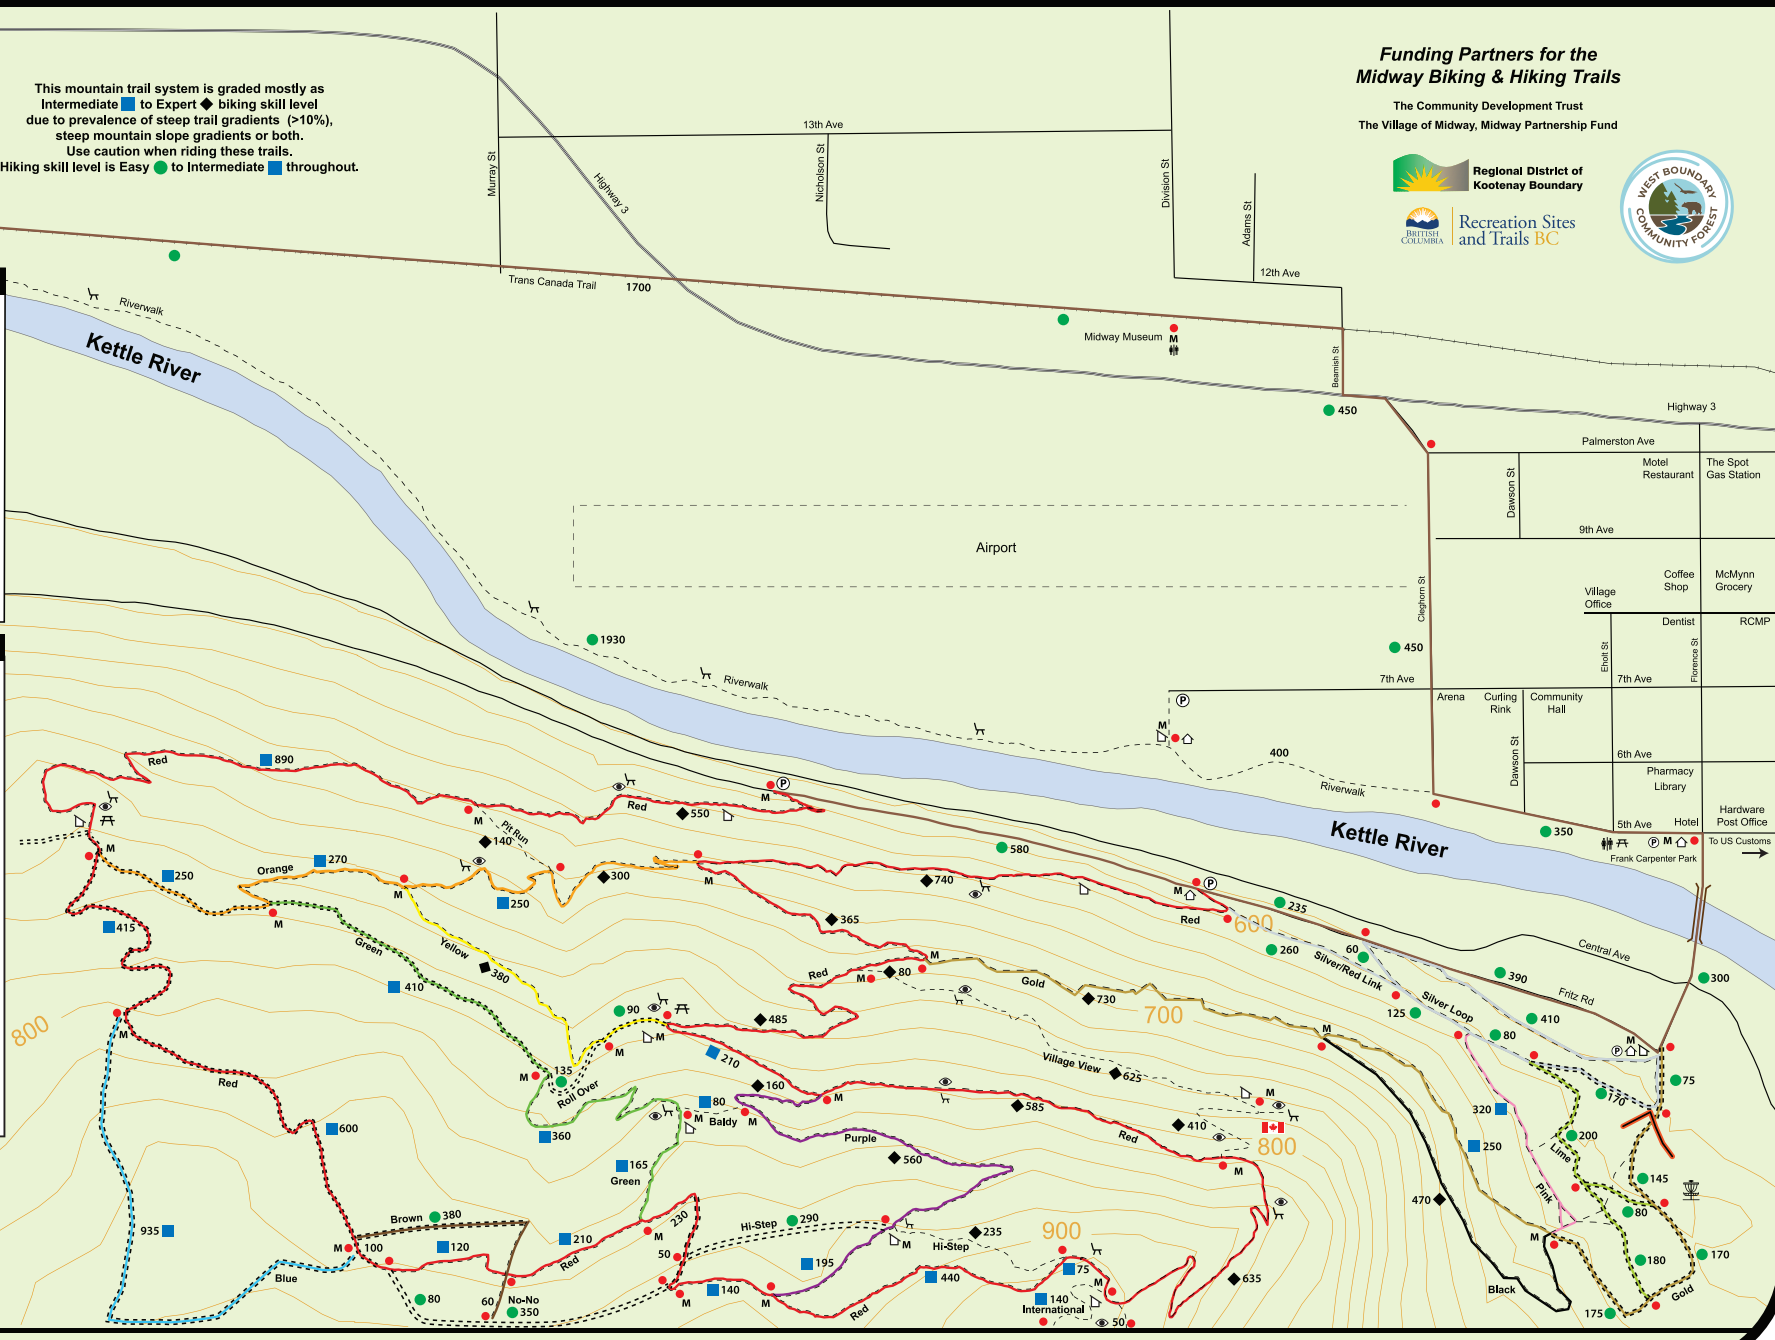 Funding Partners for the
Midway Biking & Hiking Trails
The Community Development Trust
The Village of Midway, Midway Partnership Fund
Regional District of
Kootenay Boundary
BRITISH
COLUMBIA
Recreation Sites
and Trails BC
WEST BOUNDARY
COMMUNITY FOREST
This mountain trail system is graded mostly as
Intermediate to Expert biking skill level
due to prevalence of steep trail gradients (>10%),
steep mountain slope gradients or both.
Use caution when riding these trails.
Hiking skill level is Easy to Intermediate throughout.
13th Ave
Murray St
Nicholson St
Division St
Adams St
Highway 3
12th Ave
Trans Canada Trail
1700
Riverwalk
Kettle River
Midway Museum
M
Beamish St
450
Highway 3
Palmerston Ave
Motel
Restaurant
The Spot
Gas Station
Dawson St
9th Ave
Airport
Coffee
Shop
McMynn
Grocery
Village
Office
Cleghorn St
Dentist
RCMP
Eholt St
Florence St
1930
450
Riverwalk
7th Ave
7th Ave
P
Arena
Curling
Rink
Community
Hall
M
400
Dawson St
6th Ave
Riverwalk
Pharmacy
Library
Hardware
Post Office
5th Ave
Hotel
350
Kettle River
P M
To US Customs
Frank Carpenter Park
Red
890
P
M
Red
550
M
Pit Run
140
580
M
Orange
270
250
300
250
M
M
740
M
P
235
Red
600
M
415
Green
Yellow
380
365
410
260
60
Silver/Red Link
390
Central Ave
Fritz Rd
300
Red
M
M
80
Gold
730
700
125
Silver Loop
410
80
M
P
800
90
M
485
M
M
210
Village View
625
M
135
Roll Over
Red
160
M
80
Baldy
M
M
585
Red
410
M
800
75
170
320
250
200
Lime
600
360
Purple
560
165
Green
M
Pink
145
470
80
935
Brown
380
230
Hi-Step
290
235
900
M
100
120
210
Red
50
M
Hi-Step
170
180
Blue
195
440
75
M
635
Black
Gold
80
60
No-No
350
M
140
M
Red
140
International
50
175